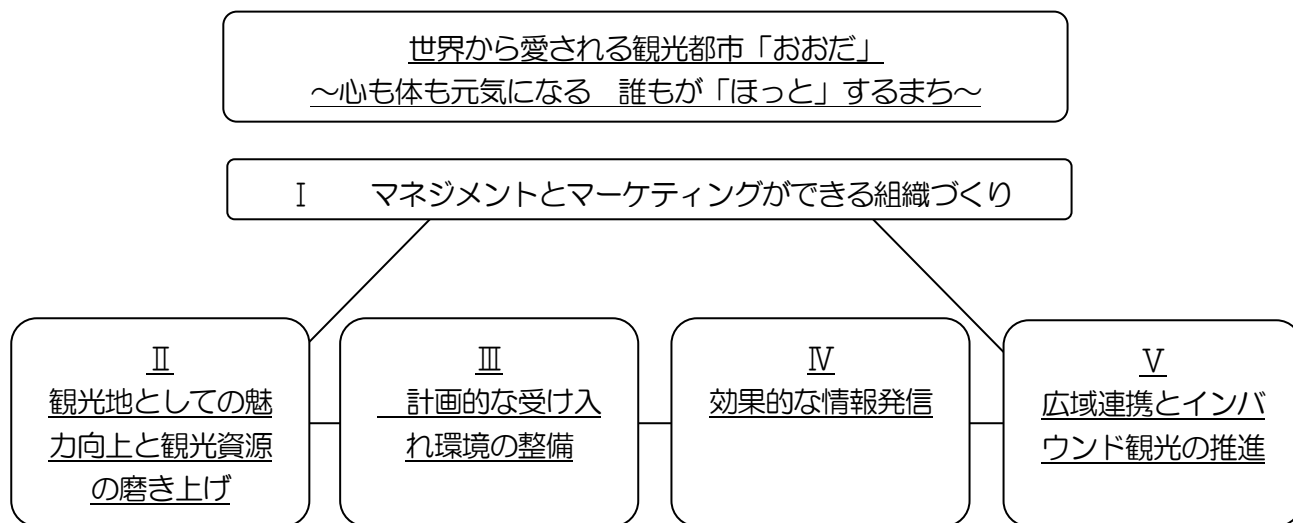 世界から愛される観光都市「おおだ」
～心も体も元気になる　誰もが「ほっと」するまち～
Ⅰ　　マネジメントとマーケティングができる組織づくり
Ⅱ
観光地としての魅
力向上と観光資源
の磨き上げ
Ⅲ
計画的な受け入
れ環境の整備
Ⅳ
効果的な情報発信
Ⅴ
広域連携とインバ
ウンド観光の推進